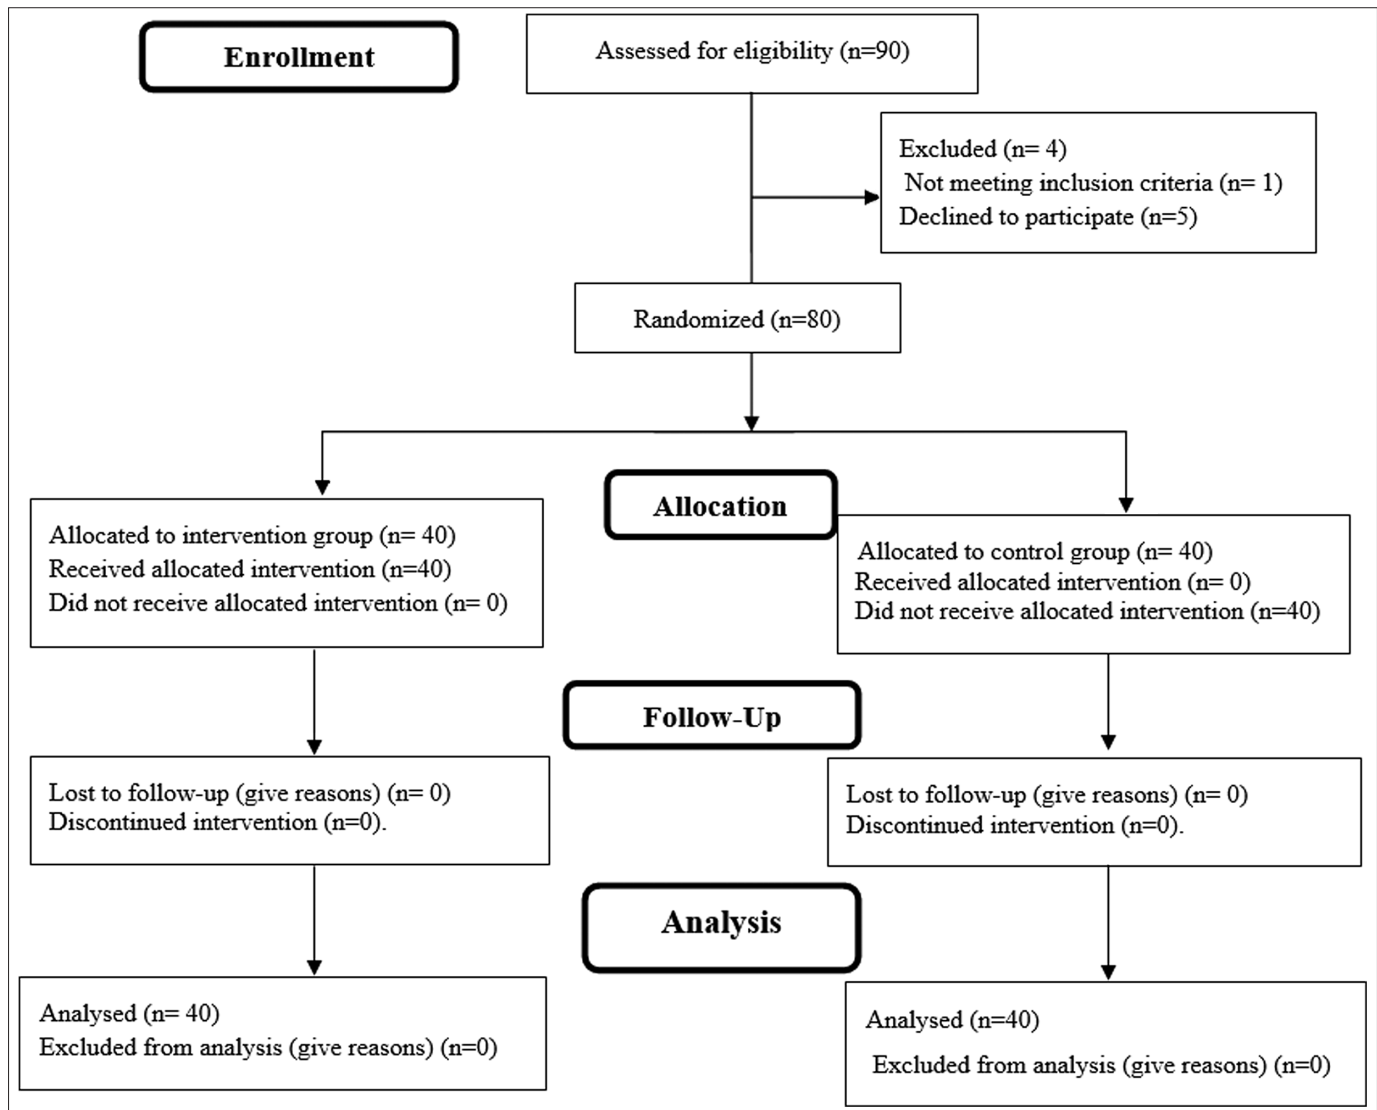 Enrollment
Assessed for eligibility (n=90)
Excluded (n= 4)
Not meeting inclusion criteria (n= 1)
Declined to participate (n=5)
Randomized (n=80)
Allocation
Allocated to intervention group (n= 40)
Received allocated intervention (n=40)
Did not receive allocated intervention (n= 0)
Allocated to control group (n= 40)
Received allocated intervention (n= 0)
Did not receive allocated intervention (n=40)
Follow-Up
Lost to follow-up (give reasons) (n= 0)
Discontinued intervention (n=0).
Lost to follow-up (give reasons) (n= 0)
Discontinued intervention (n=0).
Analysis
Analysed (n= 40)
Excluded from analysis (give reasons) (n=0)
Analysed (n=40)
Excluded from analysis (give reasons) (n=0)